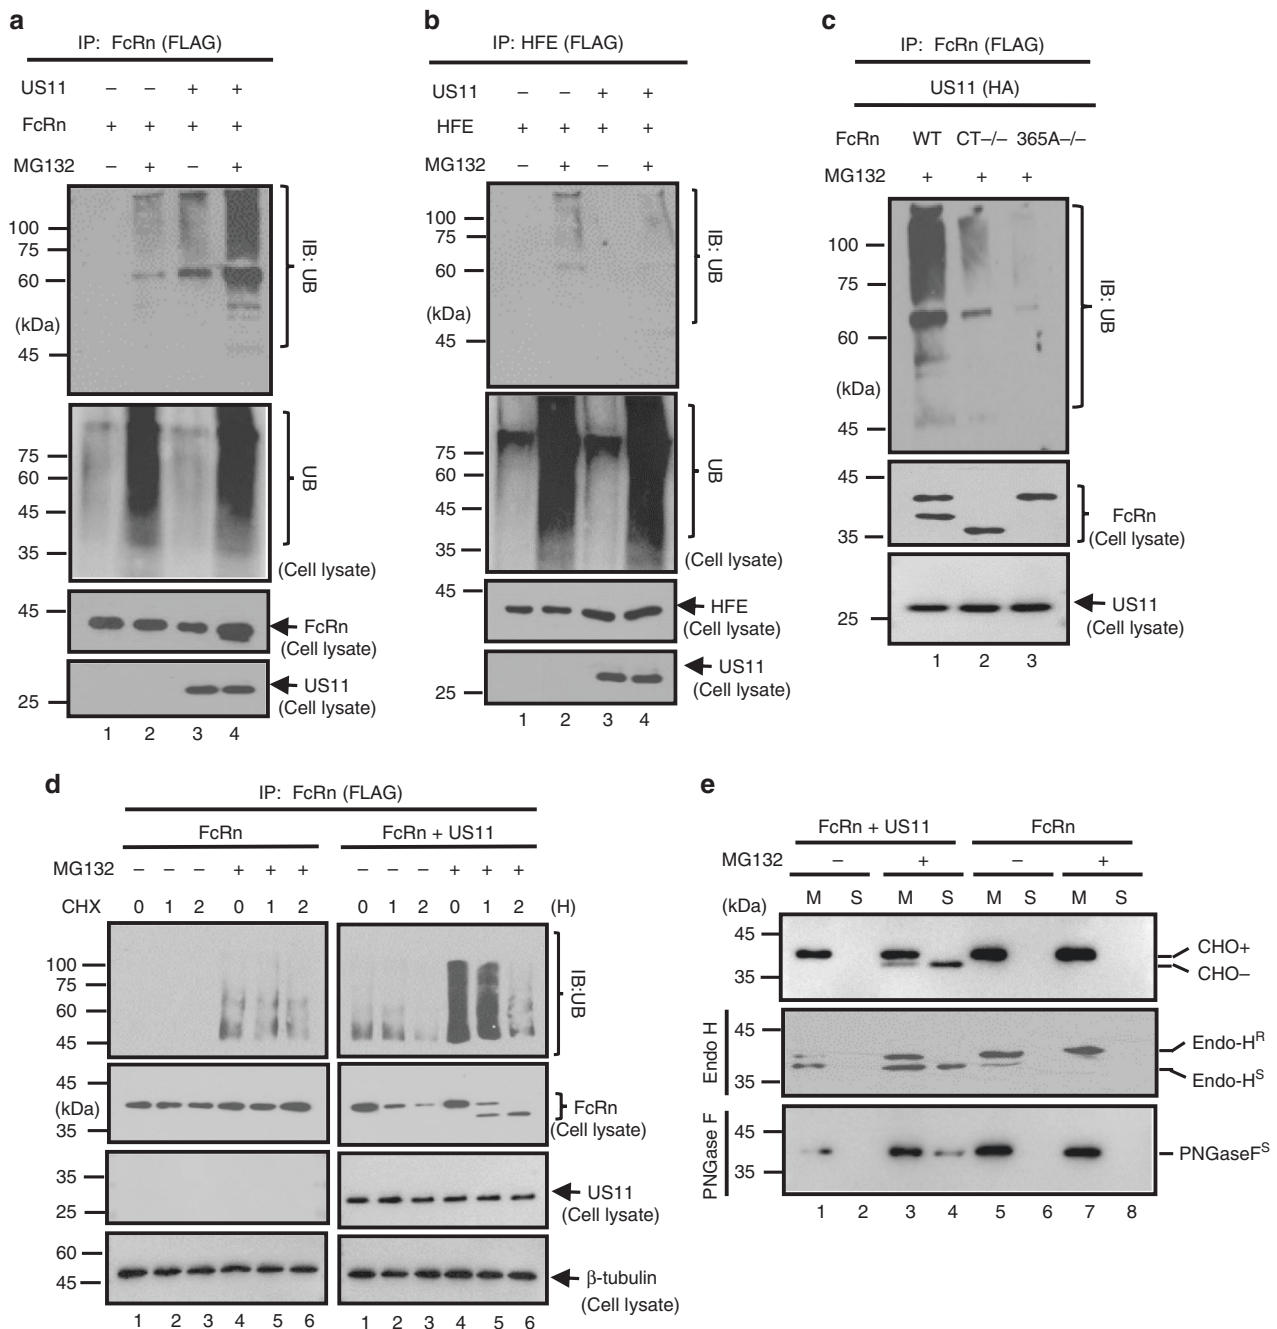 a
IP: FcRn (FLAG)
US11 – – + +
FcRn + + + +
MG132 – + – +
100
75
60
(kDa)
45
IB: UB
75
60
45
35
UB
(Cell lysate)
45
FcRn
(Cell lysate)
25
US11
(Cell lysate)
1 2 3 4
b
IP: HFE (FLAG)
US11 – – + +
HFE + + + +
MG132 – + – +
100
75
60
(kDa)
45
IB: UB
75
60
45
35
UB
(Cell lysate)
45
HFE
(Cell lysate)
25
US11
(Cell lysate)
1 2 3 4
c
IP: FcRn (FLAG)
US11 (HA)
FcRn WT CT–/– 365A–/–
MG132 + + +
100
75
60
(kDa)
45
IB: UB
45
35
FcRn
(Cell lysate)
25
US11
(Cell lysate)
1 2 3
d
IP: FcRn (FLAG)
FcRn FcRn + US11
MG132 – – – + + + – – – + + +
CHX 0 1 2 0 1 2 0 1 2 0 1 2 (H)
100
75
60
45
IB:UB
45
(kDa)
35
FcRn
(Cell lysate)
35
25
US11
(Cell lysate)
60
45
β-tubulin
(Cell lysate)
1 2 3 4 5 6 1 2 3 4 5 6
e
FcRn + US11 FcRn
MG132 – + – +
(kDa) M S M S M S M S
45
35
CHO+
CHO–
Endo H
45
35
Endo-H^R
Endo-H^S
PNGase F
45
35
PNGaseF^S
1 2 3 4 5 6 7 8